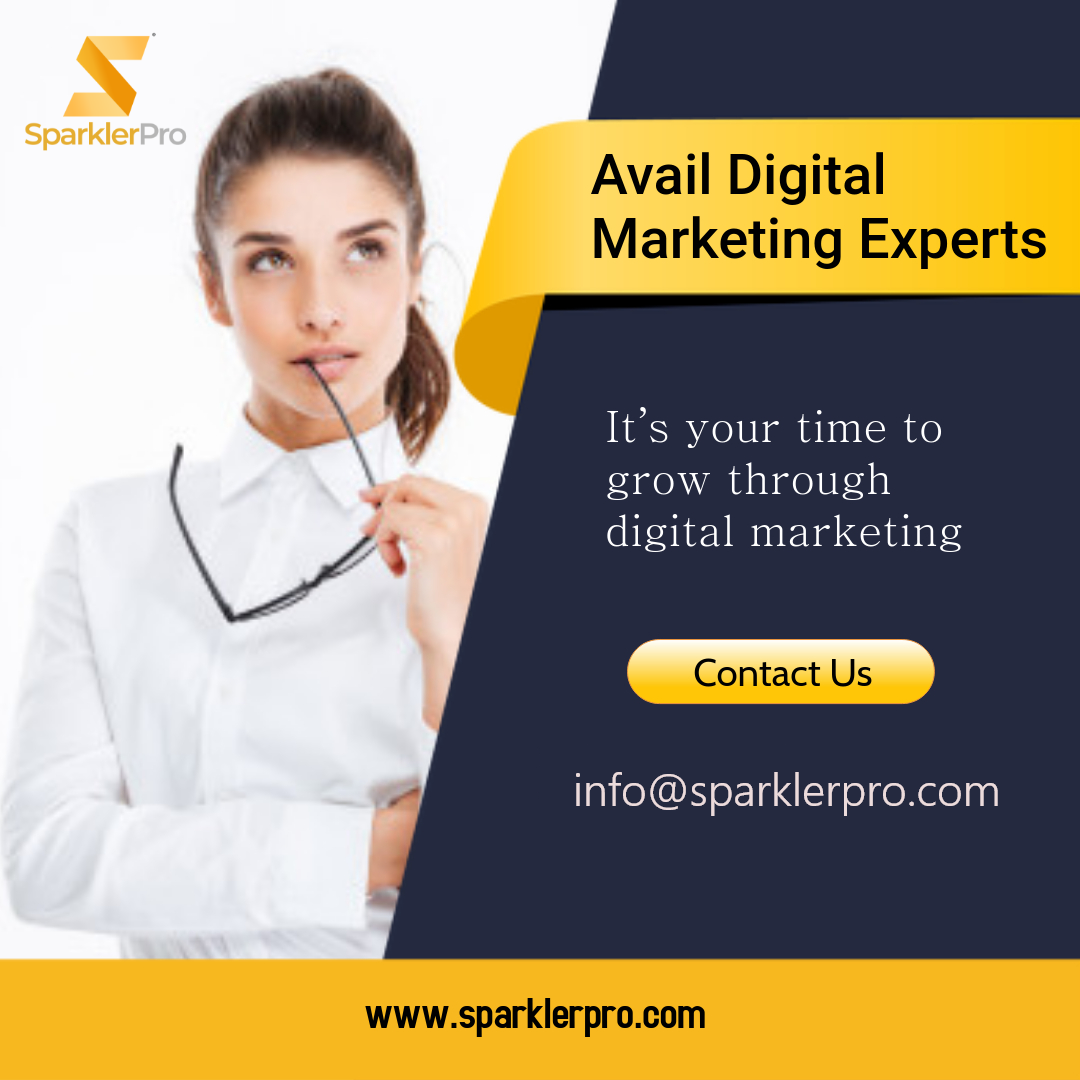 SparklerPro
Avail Digital
Marketing Experts
It's your time to
grow through
digital marketing
Contact Us
info@sparklerpro.com
www.sparklerpro.com